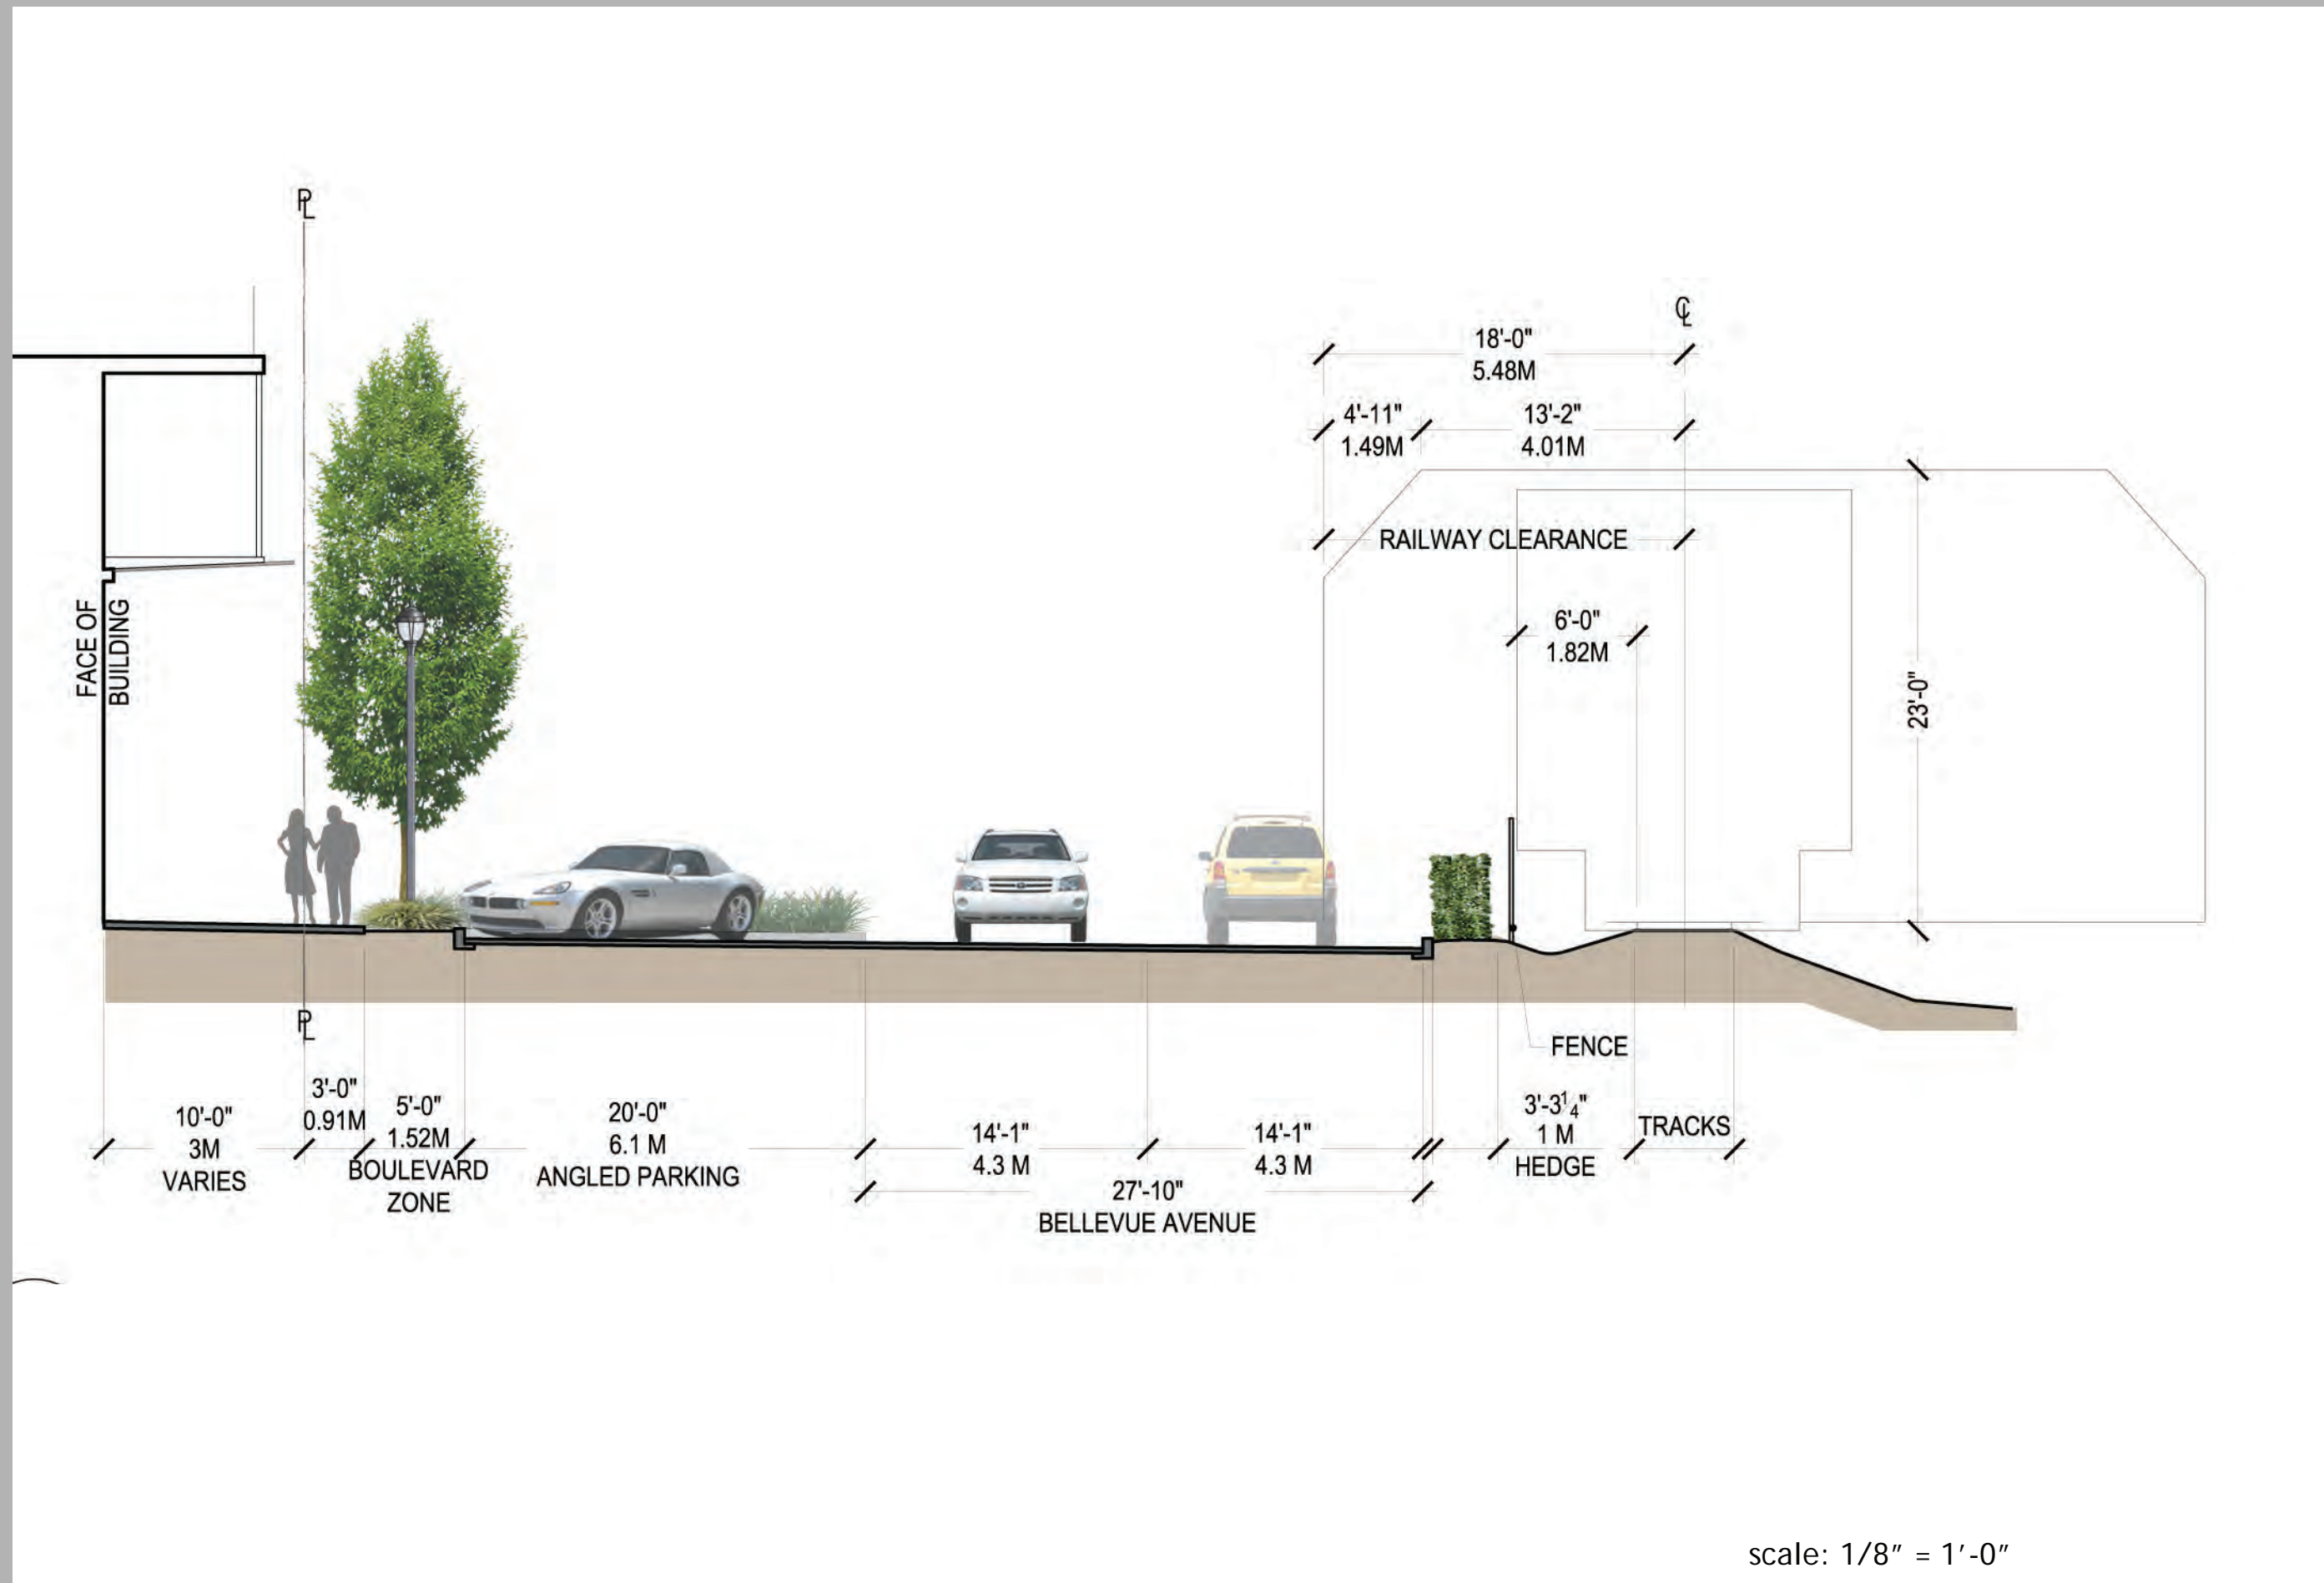 PL
CL
18'-0"
5.48M
4'-11"
1.49M
13'-2"
4.01M
RAILWAY CLEARANCE
6'-0"
1.82M
23'-0"
FACE OF
BUILDING
PL
FENCE
10'-0"
3M
VARIES
3'-0"
0.91M
5'-0"
1.52M
BOULEVARD
ZONE
20'-0"
6.1 M
ANGLED PARKING
14'-1"
4.3 M
14'-1"
4.3 M
27'-10"
BELLEVUE AVENUE
3'-3¼"
1 M
HEDGE
TRACKS
scale: 1/8" = 1'-0"